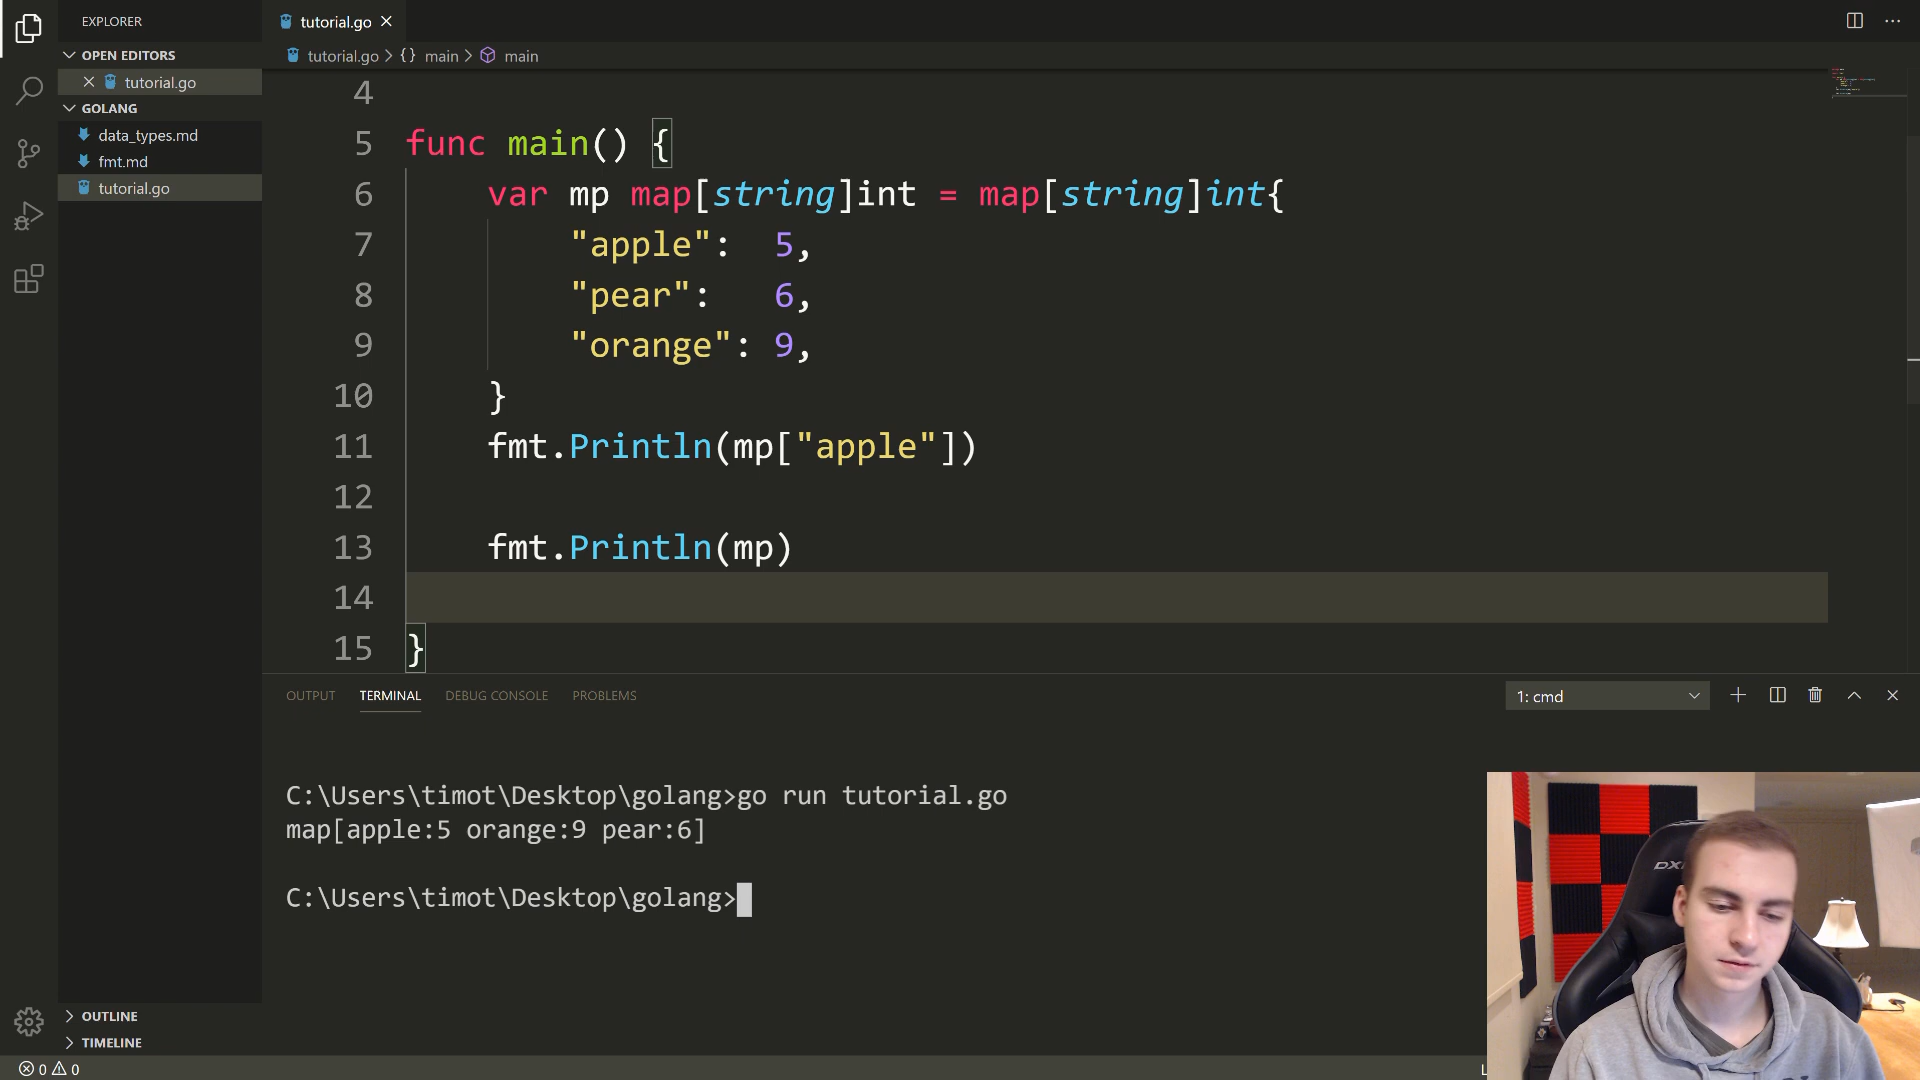 EXPLORER
OPEN EDITORS
tutorial.go
GOLANG
data_types.md
fmt.md
tutorial.go
OUTLINE
TIMELINE
0 0
tutorial.go
tutorial.go > {} main > main
4
5 func main() {
6 var mp map[string]int = map[string]int{
7 "apple": 5,
8 "pear": 6,
9 "orange": 9,
10 }
11 fmt.Println(mp["apple"])
12
13 fmt.Println(mp)
14
15 }
OUTPUT TERMINAL DEBUG CONSOLE PROBLEMS
1: cmd
C:\Users\timot\Desktop\golang>go run tutorial.go
map[apple:5 orange:9 pear:6]
C:\Users\timot\Desktop\golang>